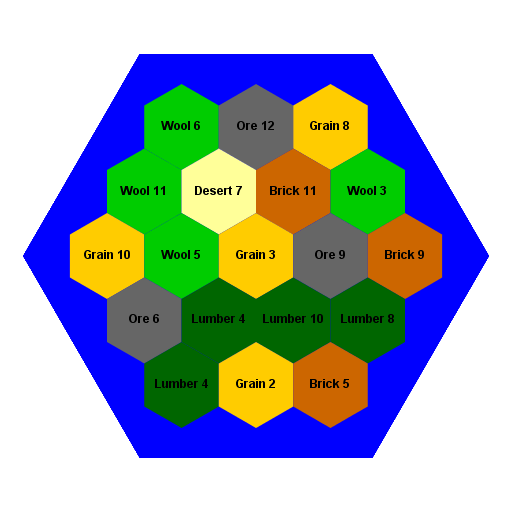 Wool 6
Ore 12
Grain 8
Wool 11
Desert 7
Brick 11
Wool 3
Grain 10
Wool 5
Grain 3
Ore 9
Brick 9
Ore 6
Lumber 4
Lumber 10
Lumber 8
Lumber 4
Grain 2
Brick 5